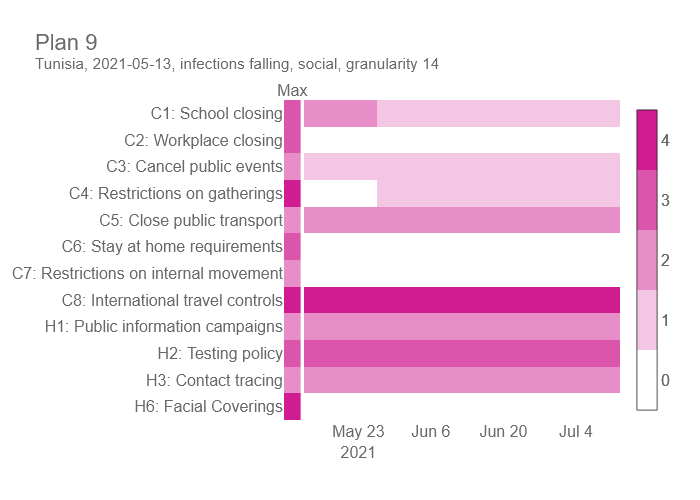 Plan 9
Tunisia, 2021-05-13, infections falling, social, granularity 14
Max
C1: School closing
C2: Workplace closing
C3: Cancel public events
C4: Restrictions on gatherings
C5: Close public transport
C6: Stay at home requirements
C7: Restrictions on internal movement
C8: International travel controls
H1: Public information campaigns
H2: Testing policy
H3: Contact tracing
H6: Facial Coverings
May 23 Jun 6 Jun 20 Jul 4
2021
4
3
2
1
0